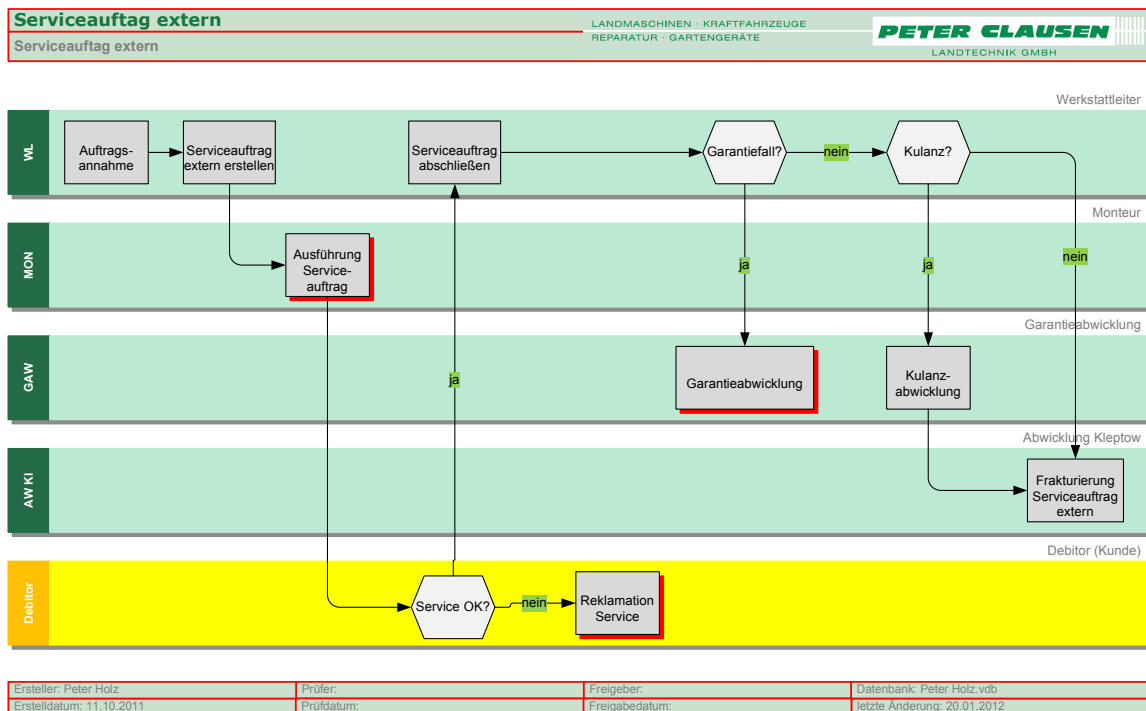 Serviceauftag extern
Serviceauftag extern
LANDMASCHINEN · KRAFTFAHRZEUGE
REPARATUR · GARTENGERÄTE
PETER CLAUSEN
LANDTECHNIK GMBH
Werkstattleiter
WL
Auftrags-
annahme
Serviceauftrag
extern erstellen
Serviceauftrag
abschließen
Garantiefall?
nein
Kulanz?
Monteur
MON
Ausführung
Service-
auftrag
ja
ja
nein
Garantieabwicklung
GAW
ja
Garantieabwicklung
Kulanz-
abwicklung
Abwicklung Kleptow
AW KI
Frakturierung
Serviceauftrag
extern
Debitor (Kunde)
Debitor
Service OK?
nein
Reklamation
Service
Ersteller: Peter Holz
Prüfer:
Freigeber:
Datenbank: Peter Holz.vdb
Erstelldatum: 11.10.2011
Prüfdatum:
Freigabedatum:
letzte Änderung: 20.01.2012